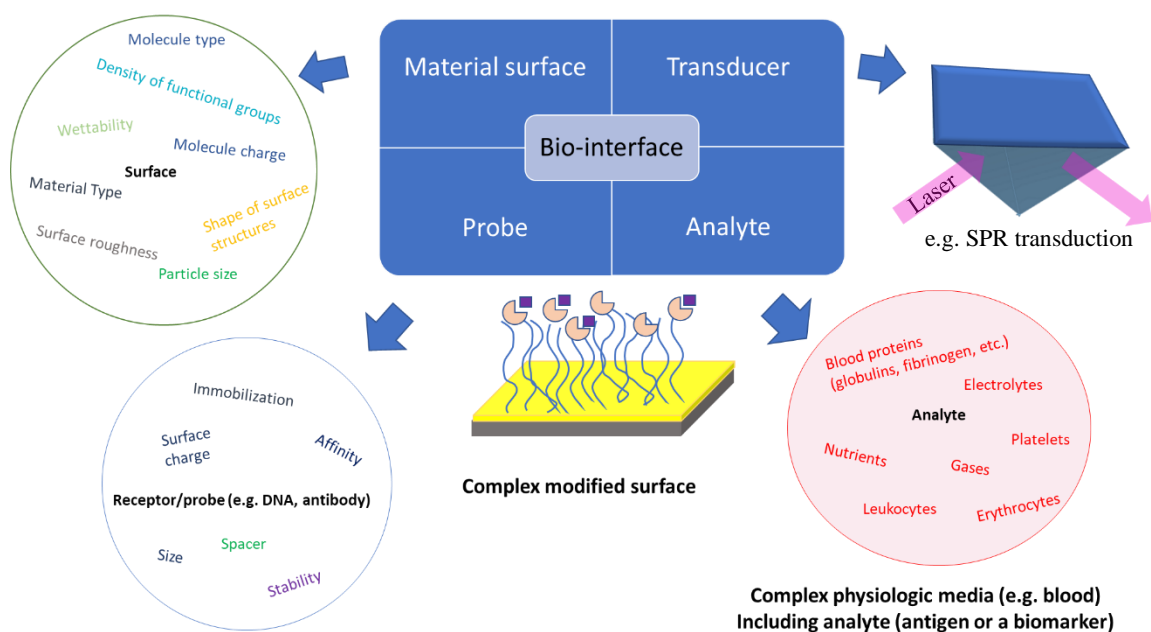 Molecule type
Density of functional groups
Wettability
Molecule charge
Surface
Material Type
Shape of surface
structures
Surface roughness
Particle size
Material surface
Transducer
Bio-interface
Probe
Analyte
Laser
e.g. SPR transduction
Immobilization
Surface
charge
Affinity
Receptor/probe (e.g. DNA, antibody)
Size
Spacer
Stability
Complex modified surface
Blood proteins
(globulins, fibrinogen, etc.)
Electrolytes
Analyte
Platelets
Nutrients
Gases
Leukocytes
Erythrocytes
Complex physiologic media (e.g. blood)
Including analyte (antigen or a biomarker)